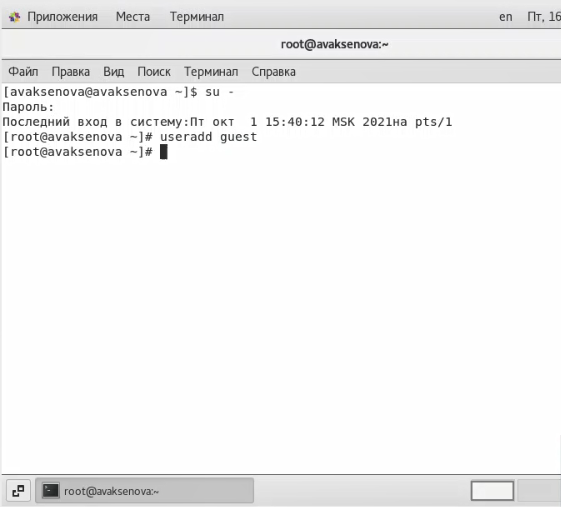 Приложения Места Терминал en Пт, 16
root@avaksenova:~
Файл Правка Вид Поиск Терминал Справка
[avaksenova@avaksenova ~]$ su -
Пароль:
Последний вход в систему:Пт окт  1 15:40:12 MSK 2021на pts/1
[root@avaksenova ~]# useradd guest
[root@avaksenova ~]#
root@avaksenova:~